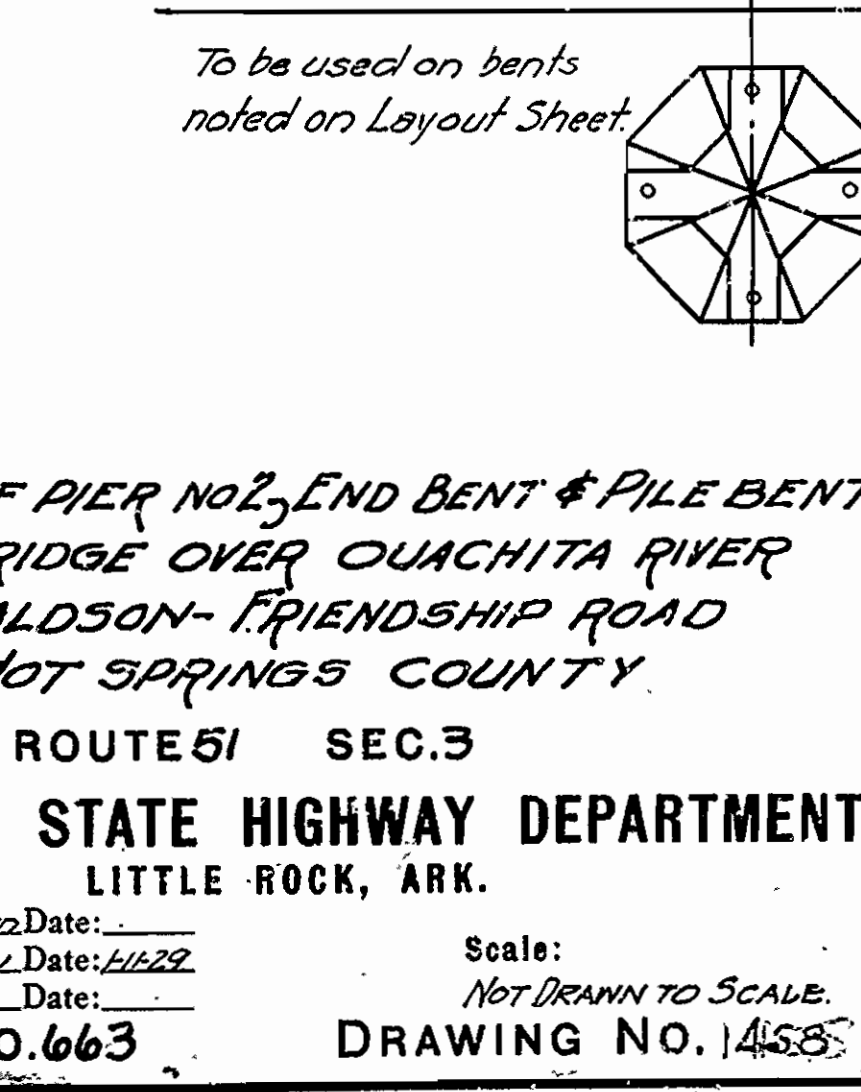 To be used on bents
noted on Layout Sheet.
F PIER NO2, END BENT & PILE BENT
RIDGE OVER OUACHITA RIVER
ALDSON- FRIENDSHIP ROAD
HOT SPRINGS COUNTY
ROUTE 51 SEC. 3
STATE HIGHWAY DEPARTMENT
LITTLE ROCK, ARK.
Date:
Date: 1-11-29
Scale:
Date:
NOT DRAWN TO SCALE.
O. 663
DRAWING NO. 1458